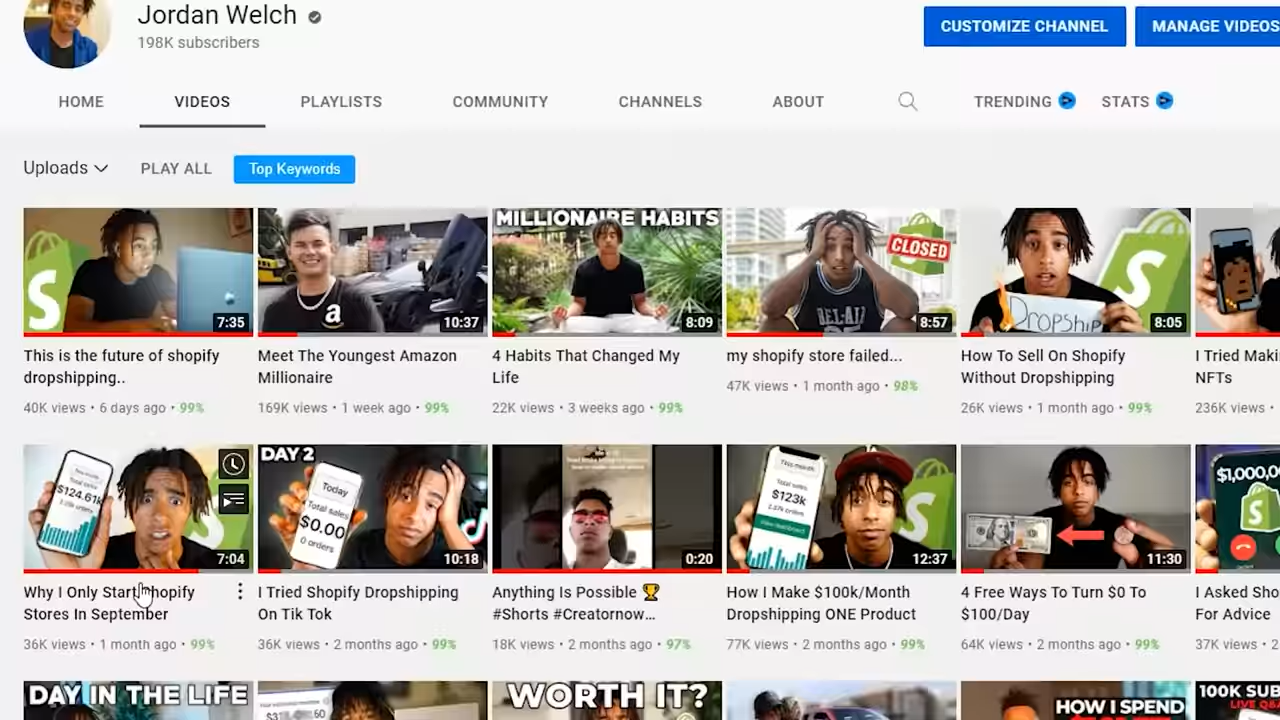 Jordan Welch
198K subscribers
CUSTOMIZE CHANNEL
MANAGE VIDEOS
HOME
VIDEOS
PLAYLISTS
COMMUNITY
CHANNELS
ABOUT
TRENDING
STATS
Uploads
PLAY ALL
Top Keywords
S
7:35
a
10:37
MILLIONAIRE HABITS
8:09
CLOSED
BEL-AIR
8:57
Dropship
S
8:05
This is the future of shopify
dropshipping..
40K views • 6 days ago • 99%
Meet The Youngest Amazon
Millionaire
169K views • 1 week ago • 99%
4 Habits That Changed My
Life
22K views • 3 weeks ago • 99%
my shopify store failed...
47K views • 1 month ago • 98%
How To Sell On Shopify
Without Dropshipping
26K views • 1 month ago • 99%
I Tried Maki
NFTs
236K views •
$124.61k
7:04
DAY 2
Today
Total sales
$0.00
0 orders
10:18
0:20
This month
Total sales
$123k
S
12:37
11:30
$1,000,0
S
Why I Only Start Shopify
Stores In September
36K views • 1 month ago • 99%
I Tried Shopify Dropshipping
On Tik Tok
36K views • 2 months ago • 99%
Anything Is Possible 🏆
#Shorts #Creatornow…
18K views • 2 months ago • 97%
How I Make $100k/Month
Dropshipping ONE Product
77K views • 2 months ago • 99%
4 Free Ways To Turn $0 To
$100/Day
64K views • 2 months ago • 99%
I Asked Sho
For Advice
37K views • 2
DAY IN THE LIFE
WORTH IT?
HOW I SPEND
100K SUB
LIVE Q&A